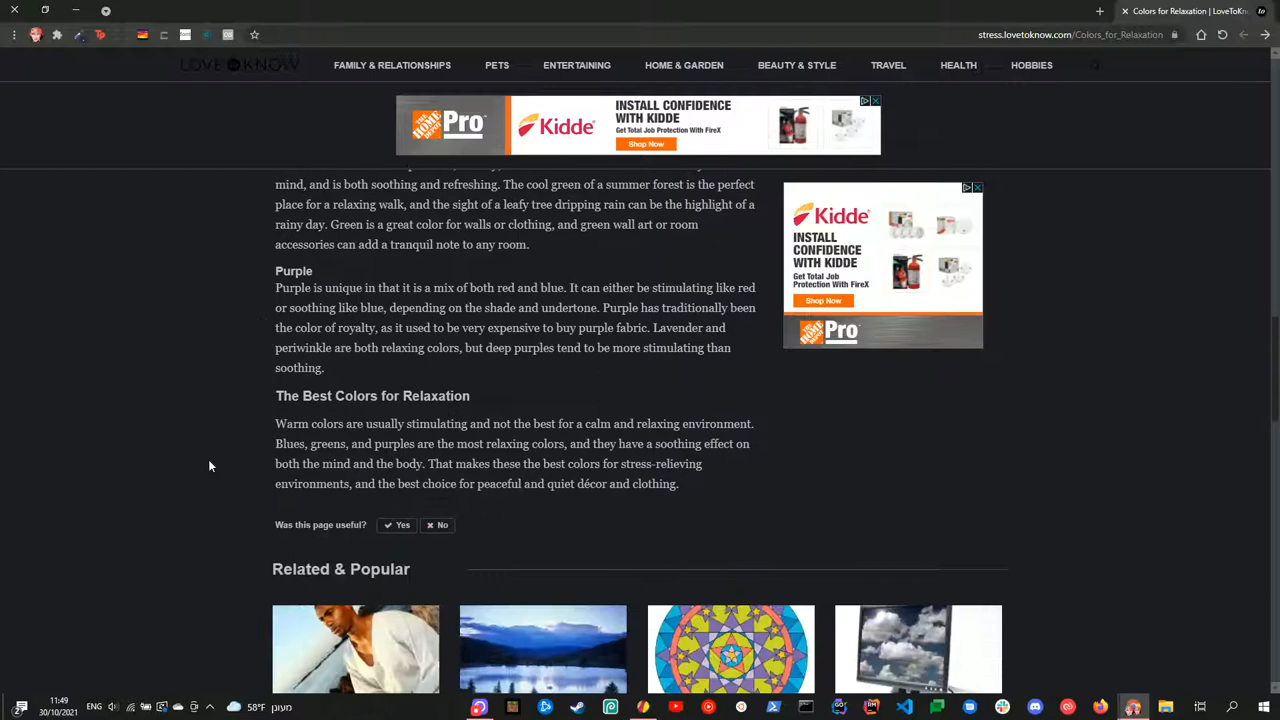 Colors for Relaxation | LoveToKn
stress.lovetoknow.com/Colors_for_Relaxation
LOVE TO KNOW
FAMILY & RELATIONSHIPS
PETS
ENTERTAINING
HOME & GARDEN
BEAUTY & STYLE
TRAVEL
HEALTH
HOBBIES
THE HOME DEPOT
Pro
Kidde
INSTALL CONFIDENCE
WITH KIDDE
Get Total Job Protection With FireX
Shop Now
mind, and is both soothing and refreshing. The cool green of a summer forest is the perfect
place for a relaxing walk, and the sight of a leafy tree dripping rain can be the highlight of a
rainy day. Green is a great color for walls or clothing, and green wall art or room
accessories can add a tranquil note to any room.
Purple
Purple is unique in that it is a mix of both red and blue. It can either be stimulating like red
or soothing like blue, depending on the shade and undertone. Purple has traditionally been
the color of royalty, as it used to be very expensive to buy purple fabric. Lavender and
periwinkle are both relaxing colors, but deep purples tend to be more stimulating than
soothing.
The Best Colors for Relaxation
Warm colors are usually stimulating and not the best for a calm and relaxing environment.
Blues, greens, and purples are the most relaxing colors, and they have a soothing effect on
both the mind and the body. That makes these the best colors for stress-relieving
environments, and the best choice for peaceful and quiet décor and clothing.
Was this page useful?
Yes
No
Related & Popular
Kidde
INSTALL
CONFIDENCE
WITH KIDDE
Get Total Job
Protection With FireX
Shop Now
THE HOME DEPOT
Pro
11:49
30/10/2021
ENG
58°F
מעונן